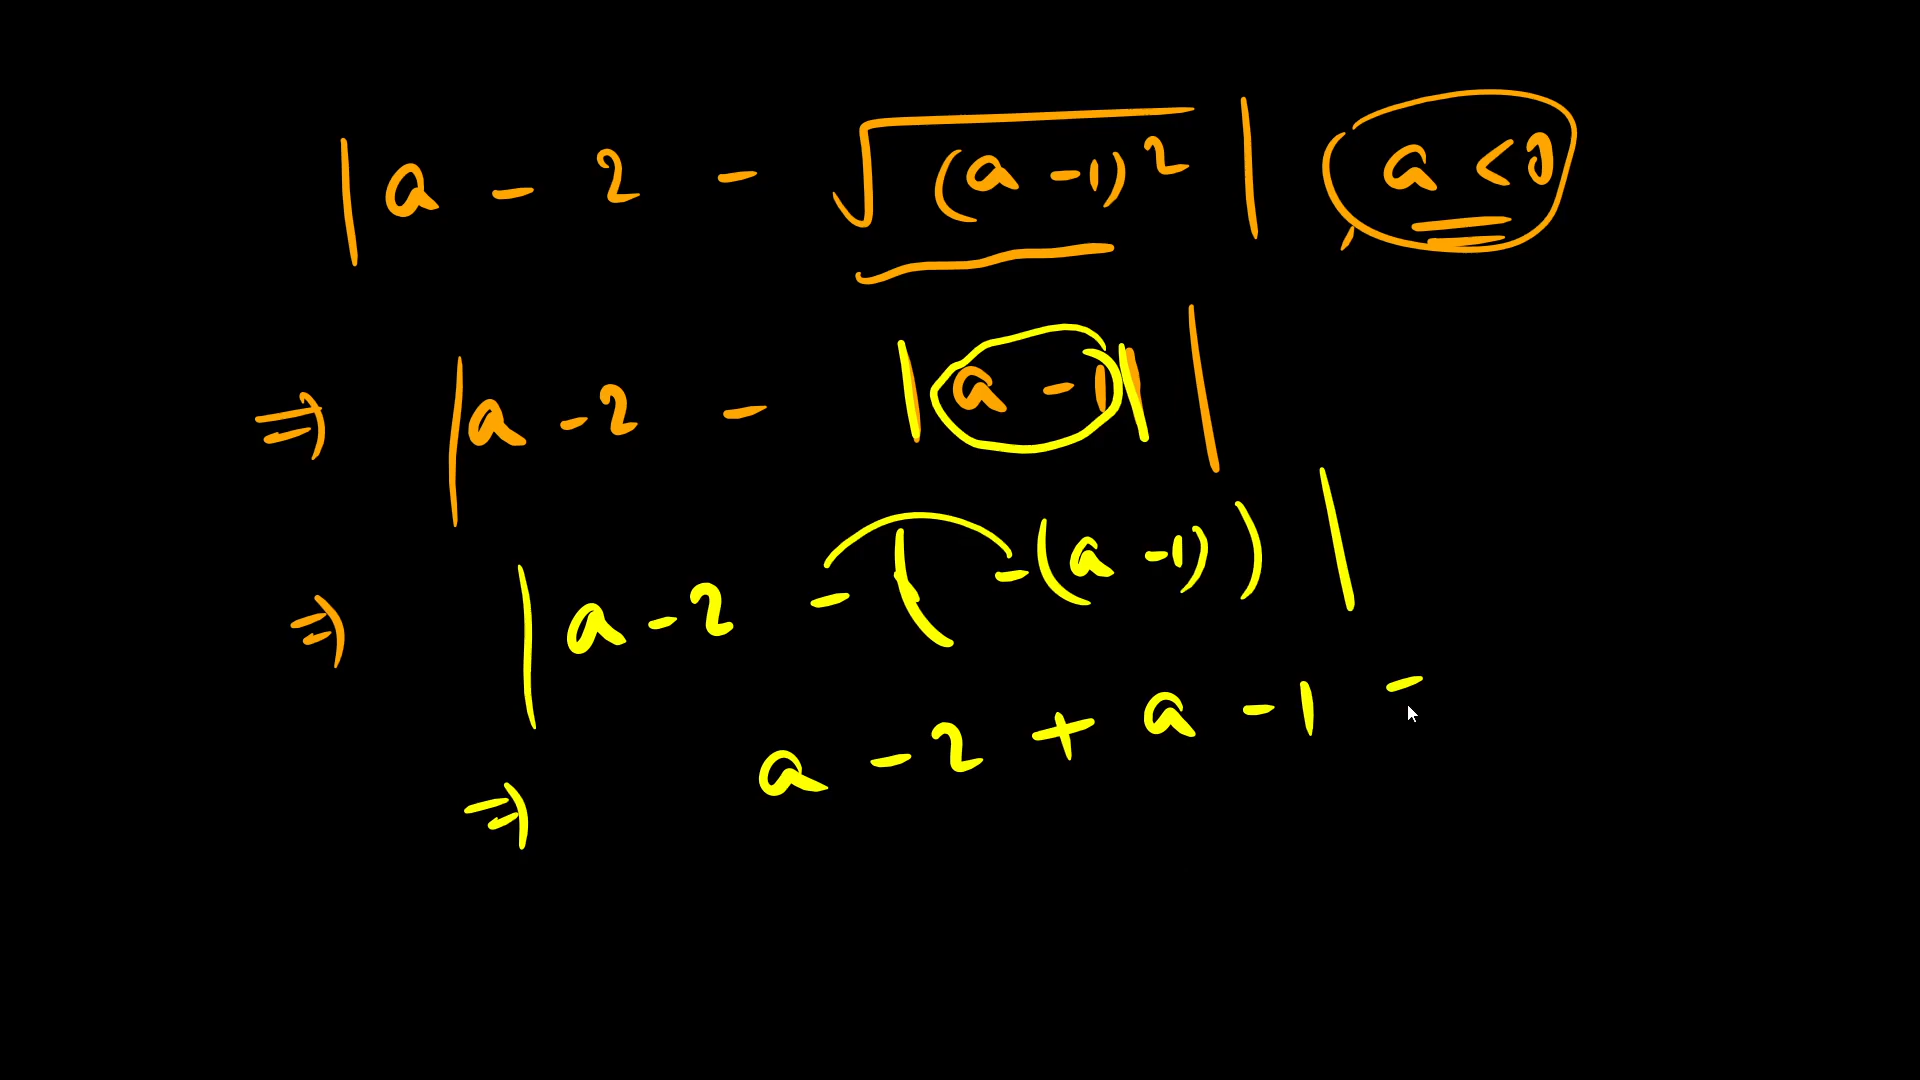 |a - 2 - √(a - 1)² | a < 0
⇒ |a - 2 - |a - 1| |
⇒ |a - 2 - ( - (a - 1)) |
⇒ a - 2 + a - 1 -